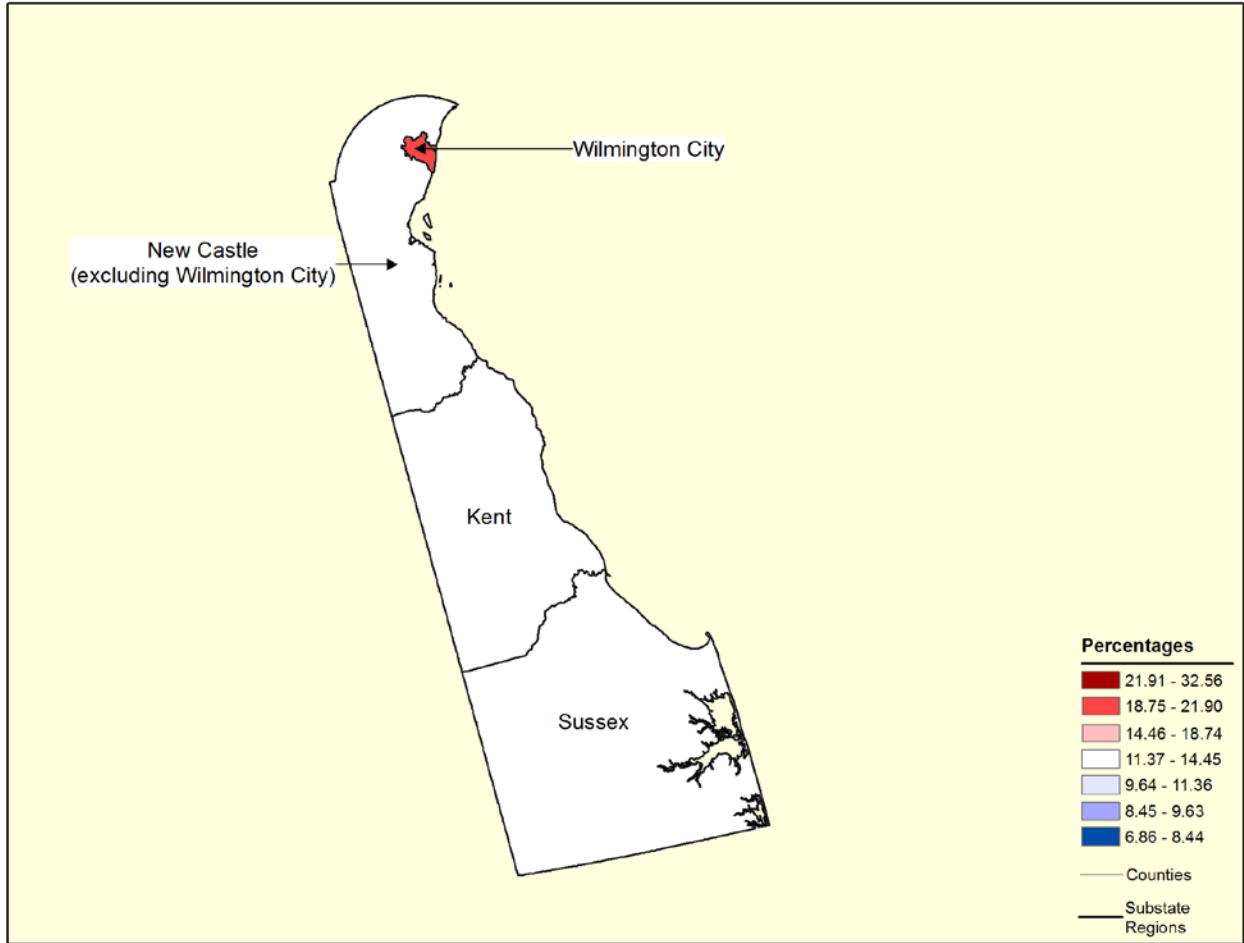 Wilmington City
New Castle
(excluding Wilmington City)
Kent
Sussex
Percentages
21.91 - 32.56
18.75 - 21.90
14.46 - 18.74
11.37 - 14.45
9.64 - 11.36
8.45 - 9.63
6.86 - 8.44
Counties
Substate
Regions